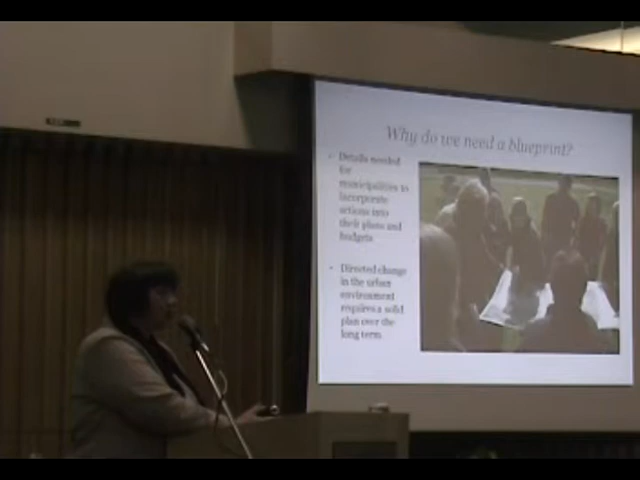 Why do we need a blueprint?
• Details needed
for
municipalities to
incorporate
actions into
their plans and
budgets
• Directed change
in the urban
environment
requires a solid
plan over the
long term